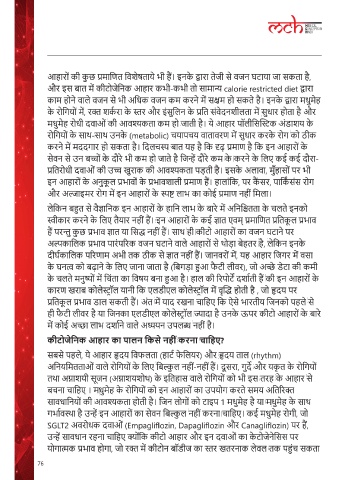 mch
आहारों की कुछ प्रमाणित विशेषताये भी हैं। इनके द्वारा तेजी से वजन घटाया जा सकता है,
और इस बात में कीटोजेनिक आहार कभी-कभी तो सामान्य calorie restricted diet द्वारा
काम होने वाले वजन से भी अधिक वजन कम करने में सक्षम हो सकते है। इनके द्वारा मधुमेह
के रोगियों में, रक्त शर्करा के स्तर और इंसुलिन के प्रति संवेदनशीलता में सुधार होता है और
मधुमेह रोधी दवाओं की आवश्यकता कम हो जाती है। ये आहार पॉलीसिस्टिक अंडाशय के
रोगियों के साथ-साथ उनके (metabolic) चयापचय वातावरण में सुधार करके रोग को ठीक
करने में मददगार हो सकता है। दिलचस्प बात यह है कि दृढ़ प्रमाण है कि इन आहारों के
सेवन से उन बच्चों के दौरे भी कम हो जाते है जिन्हें दौरे कम के करने के लिए कई कई दौरा-
प्रतिरोधी दवाओं की उच्च खुराक की आवश्यकता पड़ती है। इसके अलावा, मुँहासों पर भी
इन आहारों के अनुकूल प्रभावों के प्रभावशाली प्रमाण हैं। हालांकि, पर कैंसर, पार्किंसंस रोग
और अल्जाइमर रोग में इन आहारों के स्पष्ट लाभ का कोई प्रमाण नहीं मिला।
लेकिन बहुत से वैज्ञानिक इन आहारों के हानि लाभ के बारे में अनिश्चितता के चलते इनको
स्वीकार करने के लिए तैयार नहीं हैं। इन आहारों के कई ज्ञात एवम् प्रमाणित प्रतिकूल प्रभाव
हैं परन्तु कुछ प्रभाव ज्ञात या सिद्ध नहीं हैं। साथ ही कीटो आहारों का वजन घटाने पर
अल्पकालिक प्रभाव पारंपरिक वजन घटाने वाले आहारों से थोड़ा बेहतर है, लेकिन इनके
दीर्घकालिक परिणाम अभी तक ठीक से ज्ञात नहीं हैं। जानवरों में, यह आहार जिगर में वसा
के घनत्व को बढ़ाने के लिए जाना जाता है (बिगड़ा हुआ फैटी लीवर), जो अच्छे डेटा की कमी
के चलते मनुष्यों में चिंता का विषय बना हुआ है। हाल की रिपोर्टें दर्शाती हैं की इन आहारों के
कारण खराब कोलेस्ट्रॉल यानी कि एलडीएल कोलेस्ट्रॉल में वृद्धि होती है , जो हृदय पर
प्रतिकूल प्रभाव डाल सकती हैं। अंत में याद रखना चाहिए कि ऐसे भारतीय जिनको पहले से
ही फैटी लीवर है या जिनका एलडीएल कोलेस्ट्रॉल ज्यादा है उनके ऊपर कीटो आहारों के बारे
में कोई अच्छा लाभ दर्शाने वाले अध्ययन उपलब्ध नहीं है।
कीटोजेनिक आहार का पालन किसे नहीं करना चाहिए?
सबसे पहले, ये आहार हृदय विफलता (हार्ट फेलियर) और हृदय ताल (rhythm)
अनियमितताओं वाले रोगियों के लिए बिल्कुल नहीं-नहीं हैं। दूसरा, गुर्दे और यकृत के रोगियों
तथा अग्नाशयी सूजन (अग्नाशयशोथ) के इतिहास वाले रोगियों को भी इस तरह के आहार से
बचना चाहिए । मधुमेह के रोगियों को इन आहारों का उपयोग करते समय अतिरिक्त
सावधानियों की आवश्यकता होती है। जिन लोगों को टाइप 1 मधुमेह है या मधुमेह के साथ
गर्भावस्था है उन्हें इन आहारों का सेवन बिल्कुल नहीं करना चाहिए। कई मधुमेह रोगी, जो
SGLT2 अवरोधक दवाओं (Empagliflozin, Dapagliflozin और Canagliflozin) पर हैं,
उन्हें सावधान रहना चाहिए क्योंकि कीटो आहार और इन दवाओं का केटोजेनेसिस पर
योगात्मक प्रभाव होगा, जो रक्त में कीटोन बॉडीज का स्तर खतरनाक लेवल तक पहुंच सकता
76